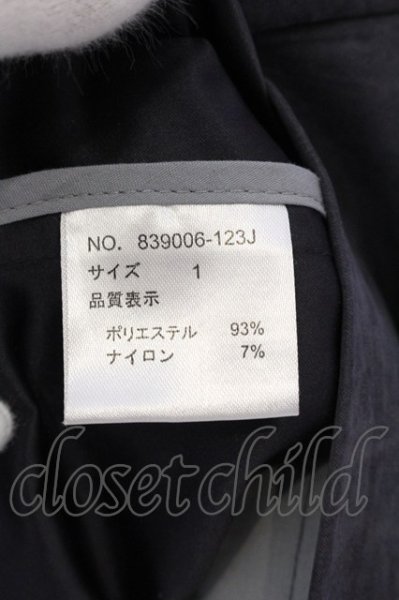 NO. 839006-123J
サイズ 1
品質表示
ポリエステル 93%
ナイロン 7%
closetchild